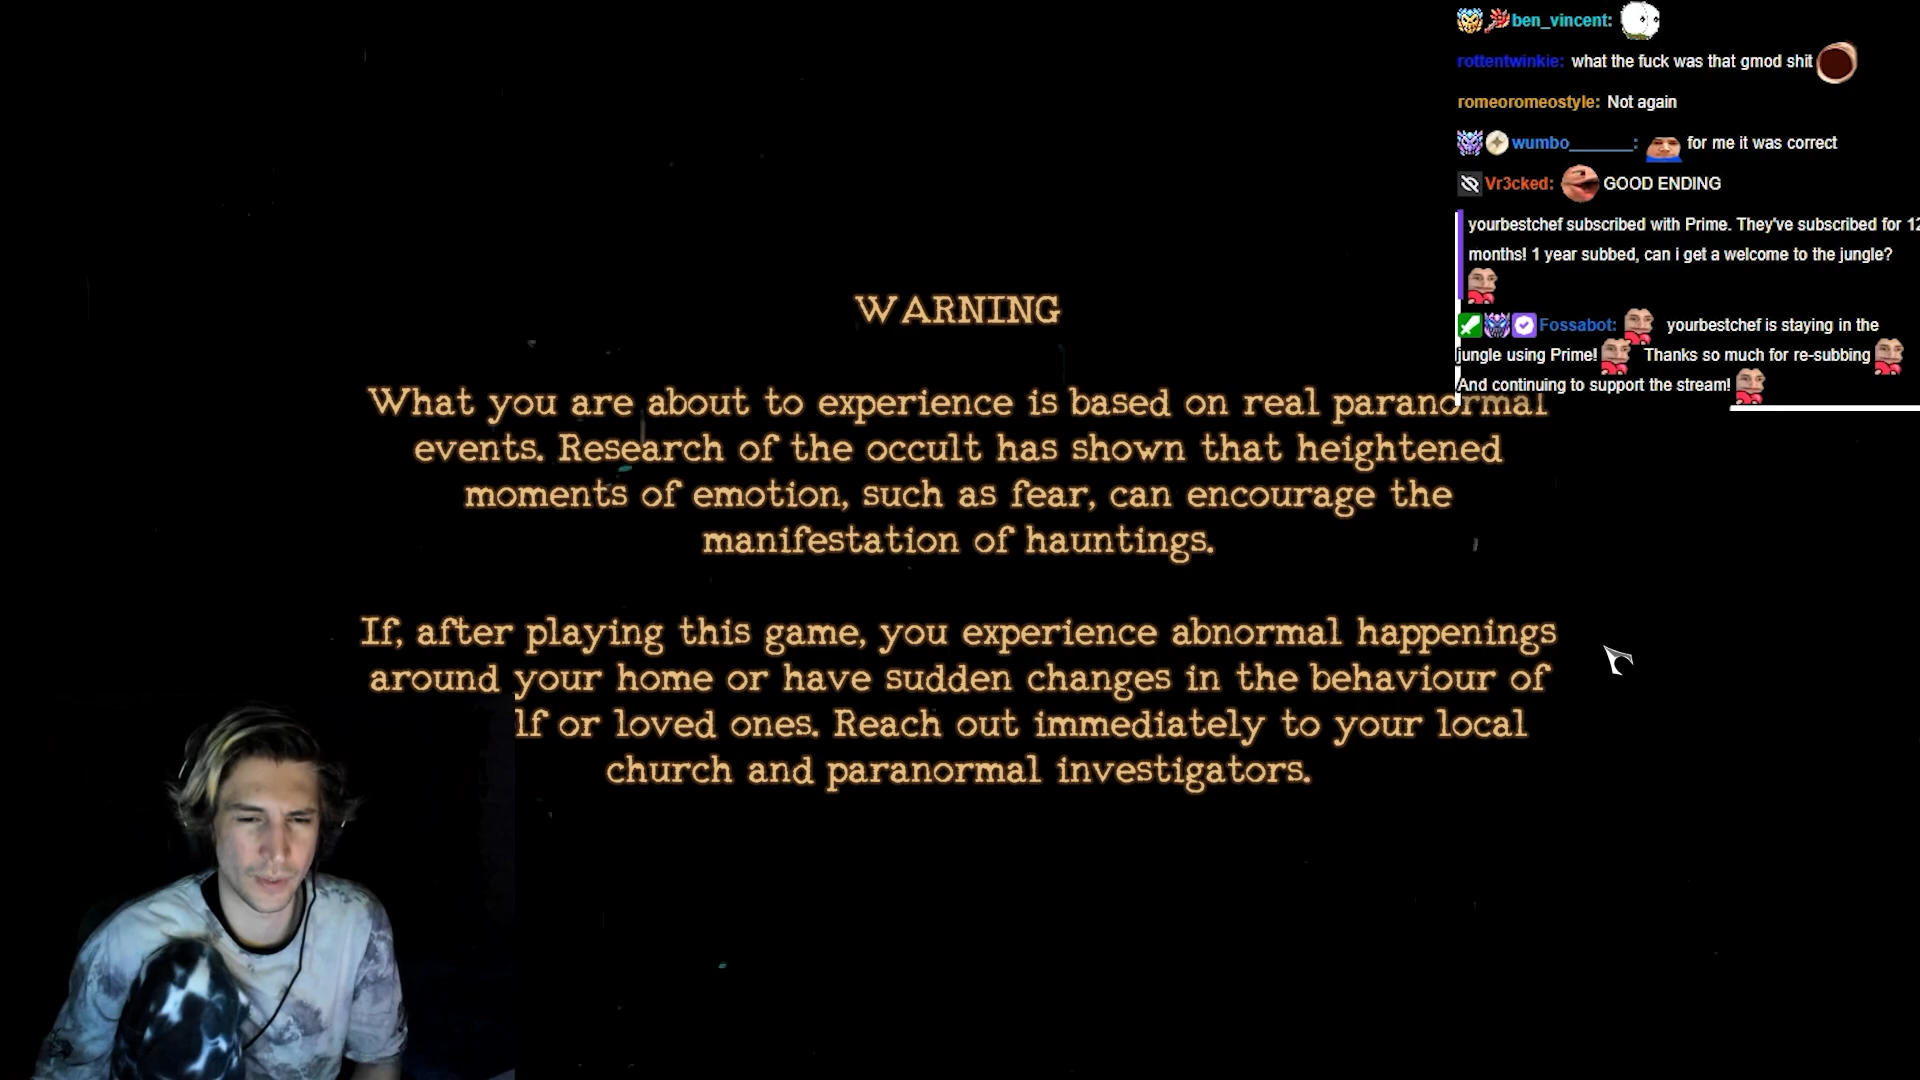 ben_vincent:
rottentwinkie: what the fuck was that gmod shit
romeoromeostyle: Not again
wumbo_______: for me it was correct
Vr3cked: GOOD ENDING
yourbestchef subscribed with Prime. They've subscribed for 12
months! 1 year subbed, can i get a welcome to the jungle?
Fossabot: yourbestchef is staying in the
jungle using Prime! Thanks so much for re-subbing
And continuing to support the stream!
WARNING
What you are about to experience is based on real paranormal
events. Research of the occult has shown that heightened
moments of emotion, such as fear, can encourage the
manifestation of hauntings.
If, after playing this game, you experience abnormal happenings
around your home or have sudden changes in the behaviour of
lf or loved ones. Reach out immediately to your local
church and paranormal investigators.